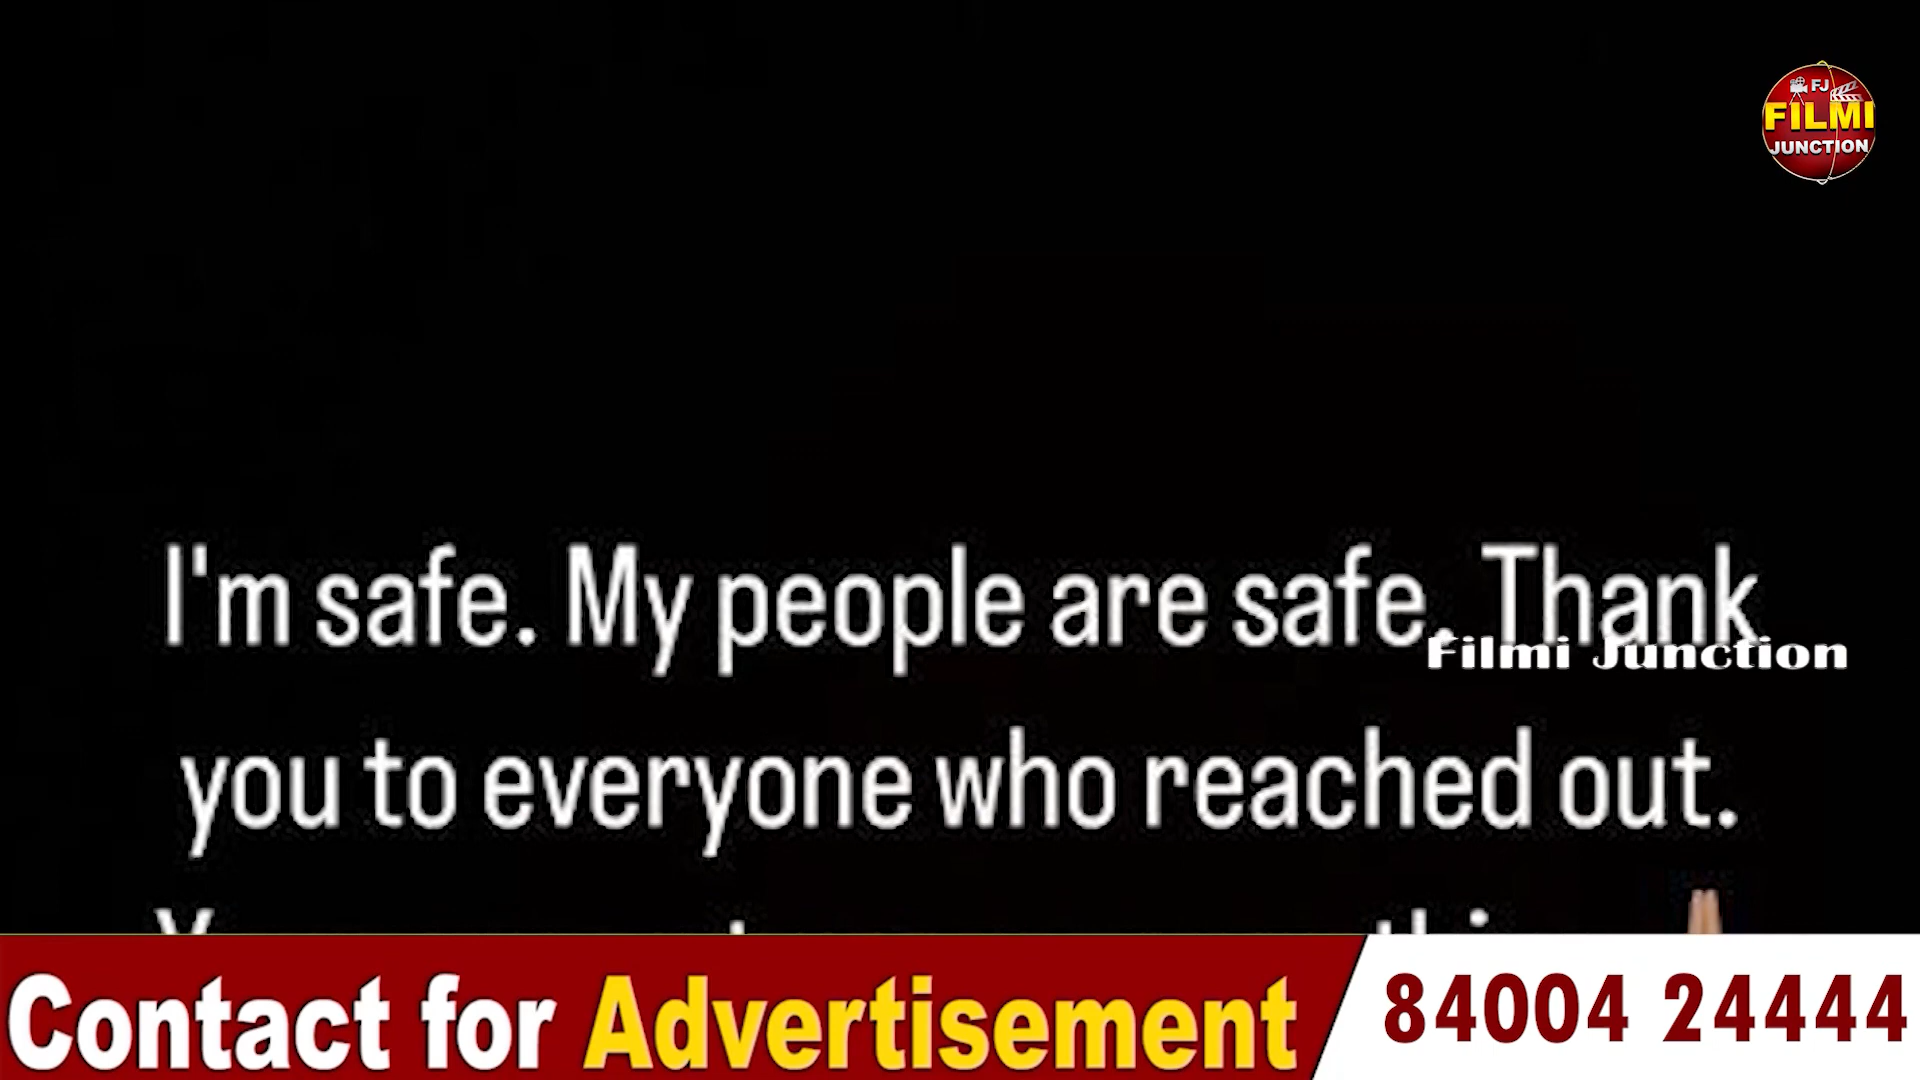 FJ
FILMI
JUNCTION
I'm safe. My people are safe. Thank
Filmi Junction
you to everyone who reached out.
Contact for Advertisement
84004 24444